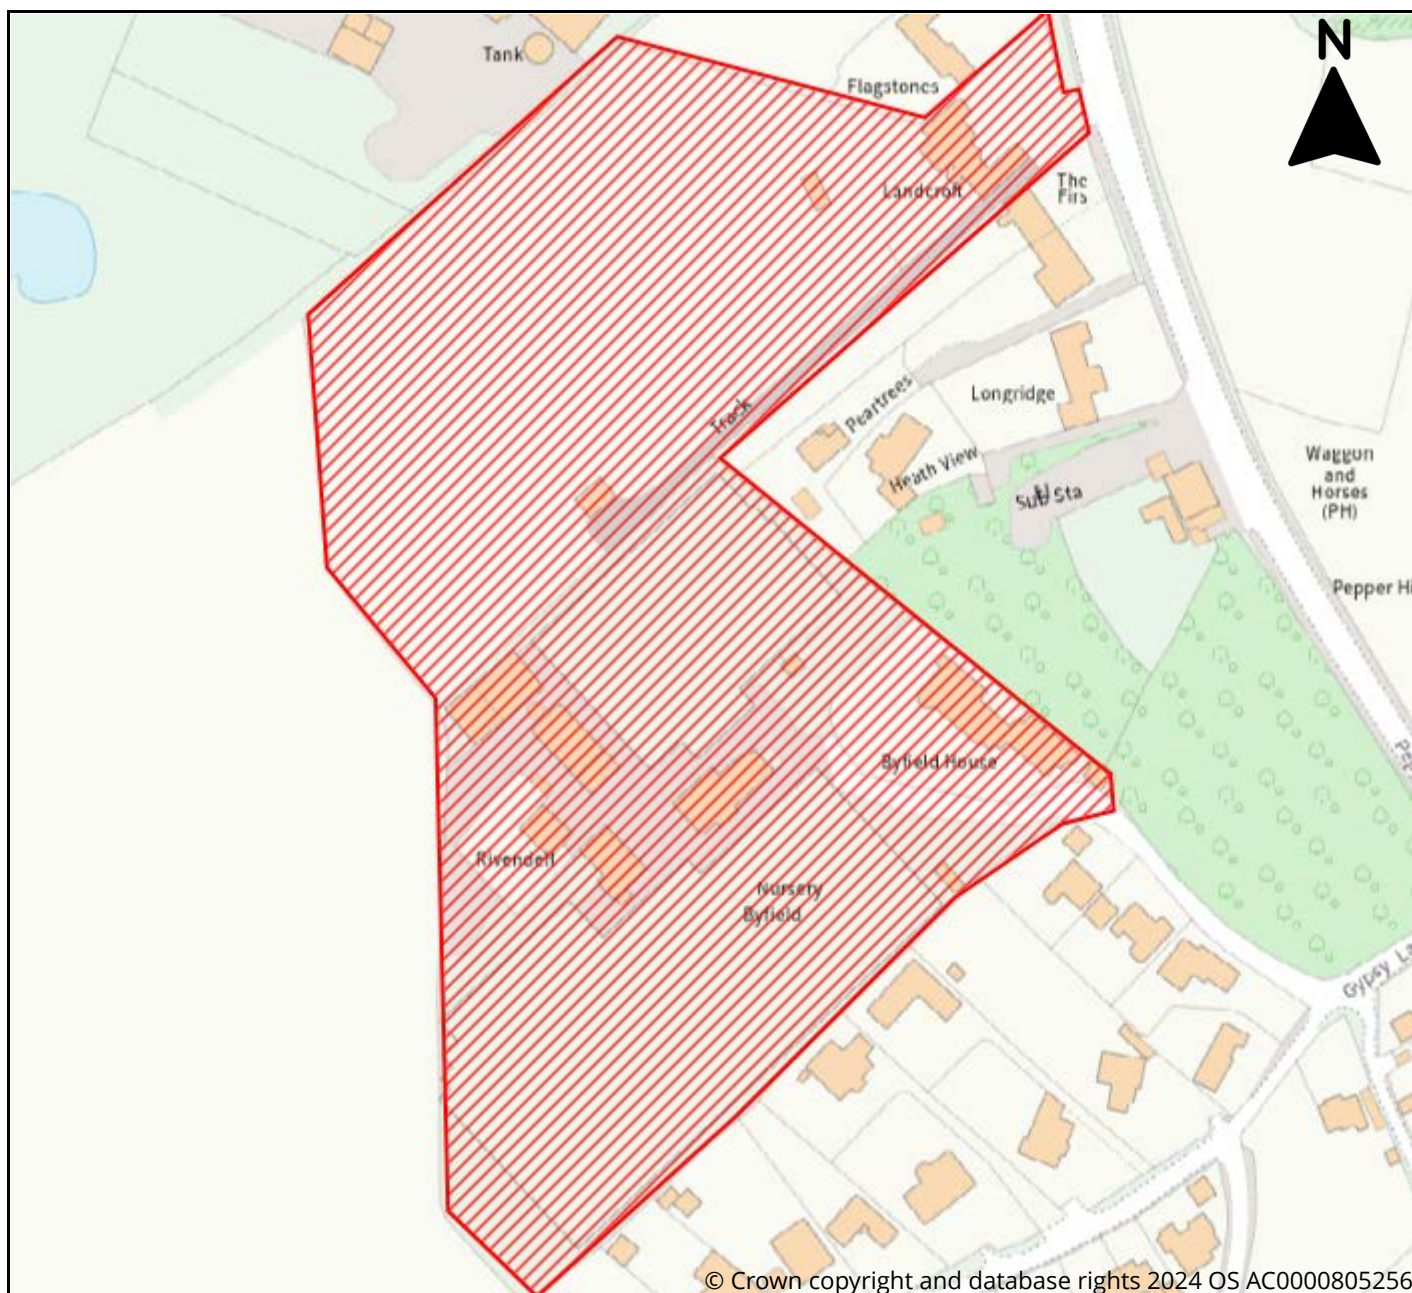 N
Tank
Flagstones
Landcroft
The
Firs
Track
Peartrees
Longridge
Heath View
Sub Sta
Waggon
and
Horses
(PH)
Pepper Hi
Byfield House
Rivendell
Nursery
Byfield
Gypsy La
© Crown copyright and database rights 2024 OS AC0000805256